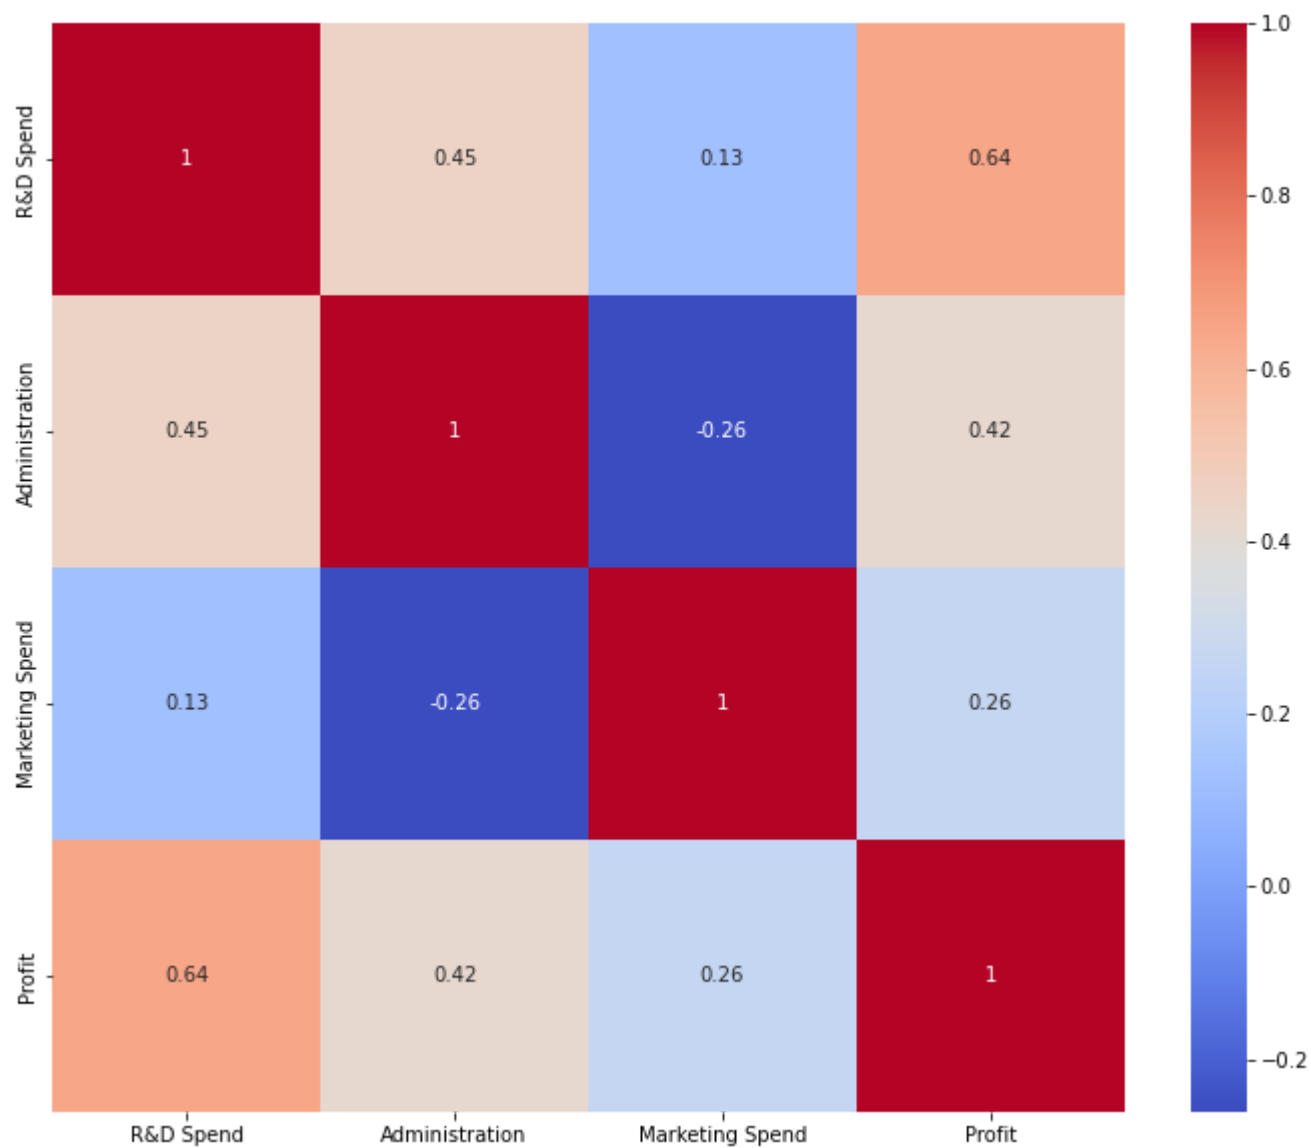 R&D Spend 1 0.45 0.13 0.64
Administration 0.45 1 -0.26 0.42
Marketing Spend 0.13 -0.26 1 0.26
Profit 0.64 0.42 0.26 1
R&D Spend Administration Marketing Spend Profit
1.0
0.8
0.6
0.4
0.2
0.0
−0.2